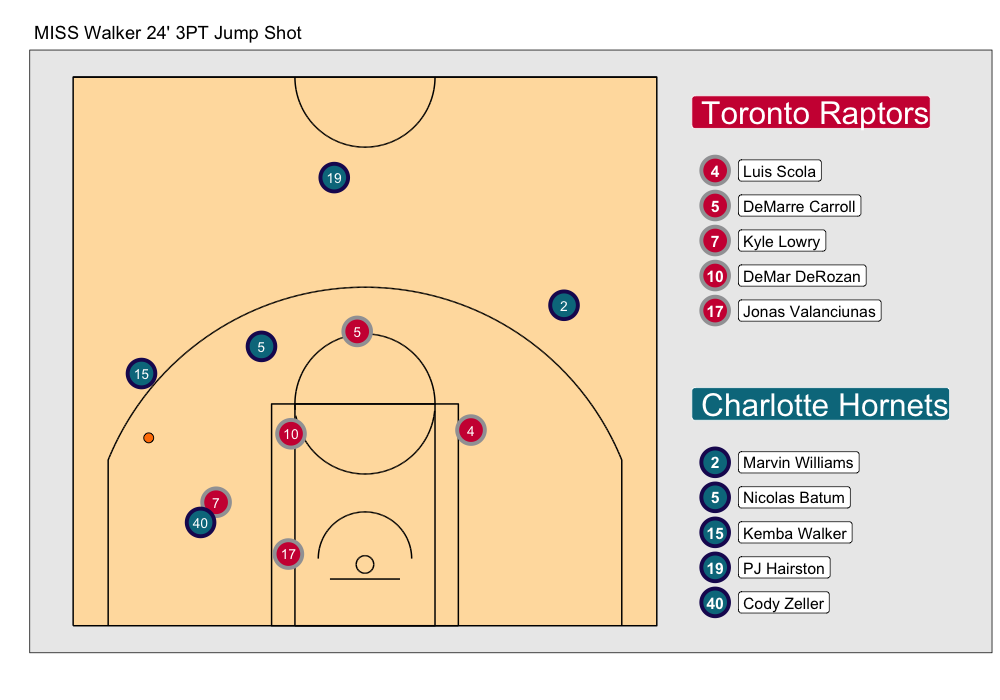 MISS Walker 24' 3PT Jump Shot
Toronto Raptors
4 Luis Scola
5 DeMarre Carroll
7 Kyle Lowry
10 DeMar DeRozan
17 Jonas Valanciunas
Charlotte Hornets
2 Marvin Williams
5 Nicolas Batum
15 Kemba Walker
19 PJ Hairston
40 Cody Zeller
19
2
5
5
15
10
4
7
40
17